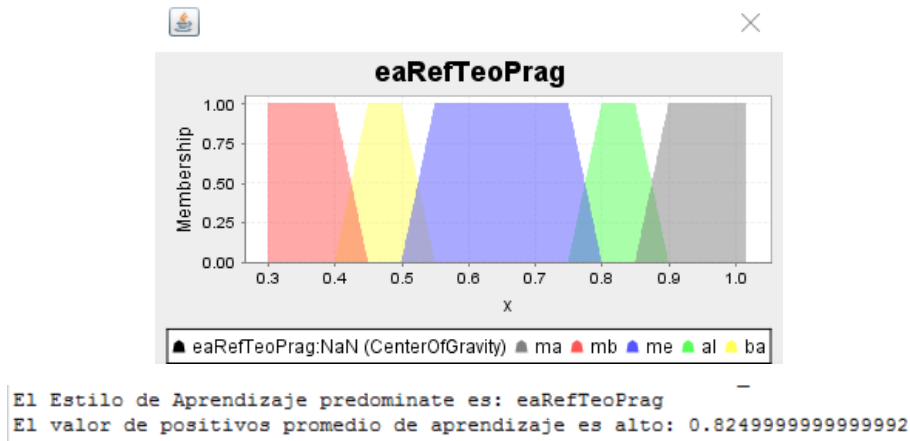 eaRefTeoPrag
1.00
0.75
0.50
0.25
0.00
Membership
0.3 0.4 0.5 0.6 0.7 0.8 0.9 1.0
x
eaRefTeoPrag:NaN (CenterOfGravity) ma mb me al ba
El Estilo de Aprendizaje predominate es: eaRefTeoPrag
El valor de positivos promedio de aprendizaje es alto: 0.8249999999999992